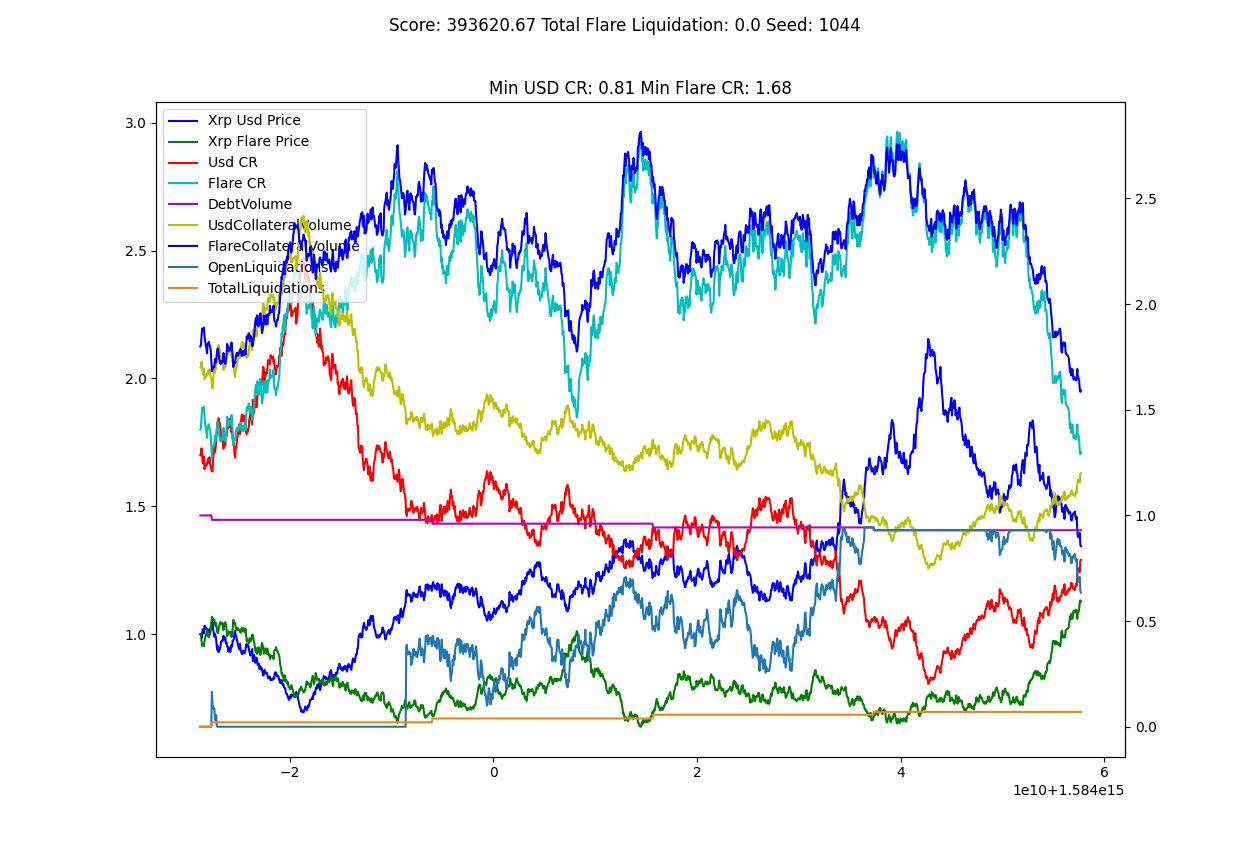 Score: 393620.67 Total Flare Liquidation: 0.0 Seed: 1044
Min USD CR: 0.81 Min Flare CR: 1.68
Xrp Usd Price
Xrp Flare Price
Usd CR
Flare CR
DebtVolume
UsdCollateralVolume
FlareCollateralVolume
OpenLiquidations
TotalLiquidations
3.0
2.5
2.0
1.5
1.0
2.5
2.0
1.5
1.0
0.5
0.0
−2
0
2
4
6
1e10+1.584e15